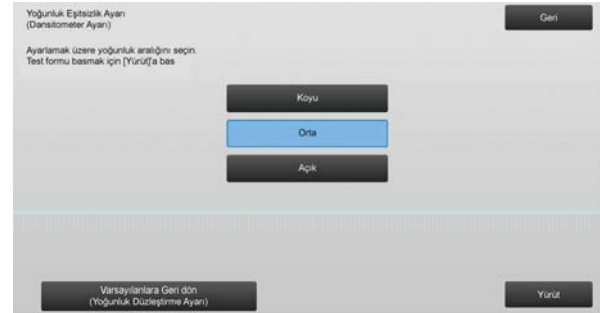 Yoğunluk Eşitsizlik Ayarı
(Dansitometer Ayarı)
Geri
Ayarlamak üzere yoğunluk aralığını seçin.
Test formu basmak için [Yürüt]'a bas
Koyu
Orta
Açık
Varsayılanlara Geri dön
(Yoğunluk Düzleştirme Ayarı)
Yürüt